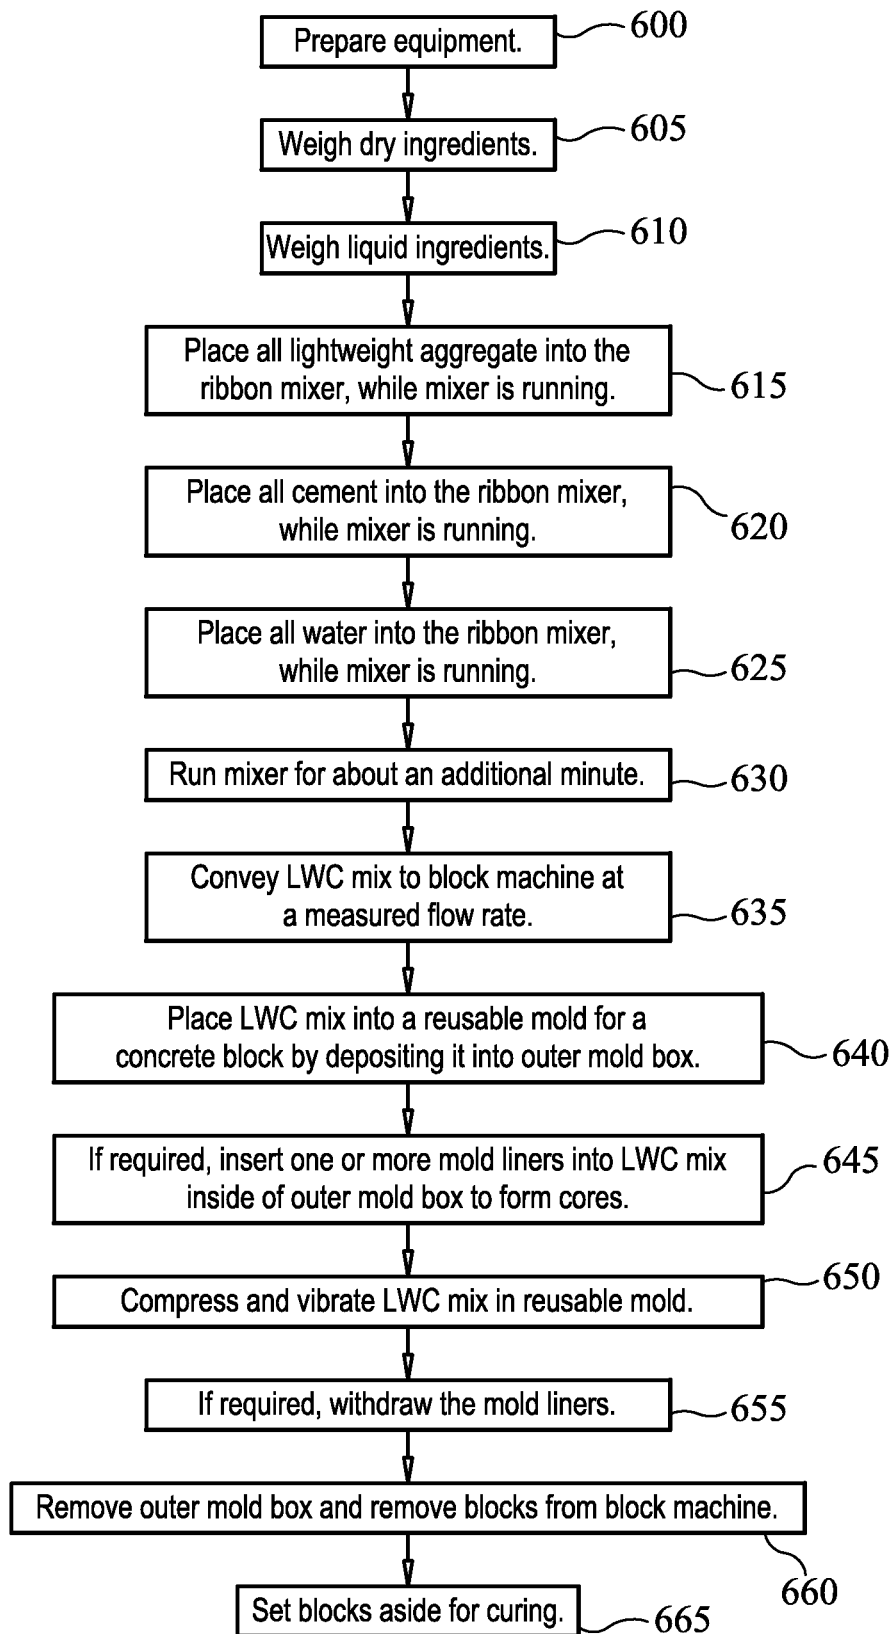 Prepare equipment.
600
Weigh dry ingredients.
605
Weigh liquid ingredients.
610
Place all lightweight aggregate into the
ribbon mixer, while mixer is running.
615
Place all cement into the ribbon mixer,
while mixer is running.
620
Place all water into the ribbon mixer,
while mixer is running.
625
Run mixer for about an additional minute.
630
Convey LWC mix to block machine at
a measured flow rate.
635
Place LWC mix into a reusable mold for a
concrete block by depositing it into outer mold box.
640
If required, insert one or more mold liners into LWC mix
inside of outer mold box to form cores.
645
Compress and vibrate LWC mix in reusable mold.
650
If required, withdraw the mold liners.
655
Remove outer mold box and remove blocks from block machine.
660
Set blocks aside for curing.
665